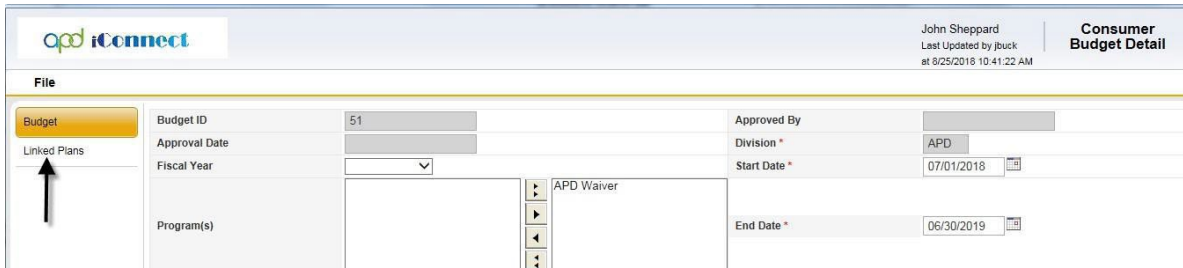 apd iConnect
John Sheppard
Last Updated by jbuck
at 8/25/2018 10:41:22 AM
Consumer
Budget Detail
File
Budget
Linked Plans
Budget ID 51 Approved By
Approval Date Division * APD
Fiscal Year Start Date * 07/01/2018
Program(s) APD Waiver End Date * 06/30/2019